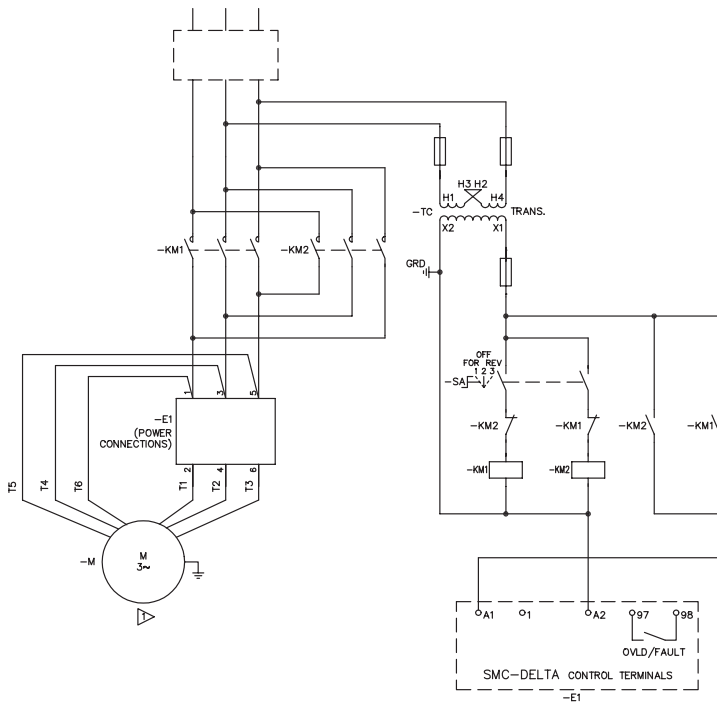 H3 H2
H1
H4
-TC
TRANS.
X2
X1
-KM1
-KM2
GRD
OFF
FOR REV
1 2 3
-SA
1
3
5
-E1
(POWER
CONNECTIONS)
2
4
6
-KM2
-KM1
-KM2
-KM1
-KM1
-KM2
T5
T4
T6
T1
T2
T3
-M
M
3~
1
A1
1
A2
97
98
OVLD/FAULT
SMC-DELTA CONTROL TERMINALS
-E1